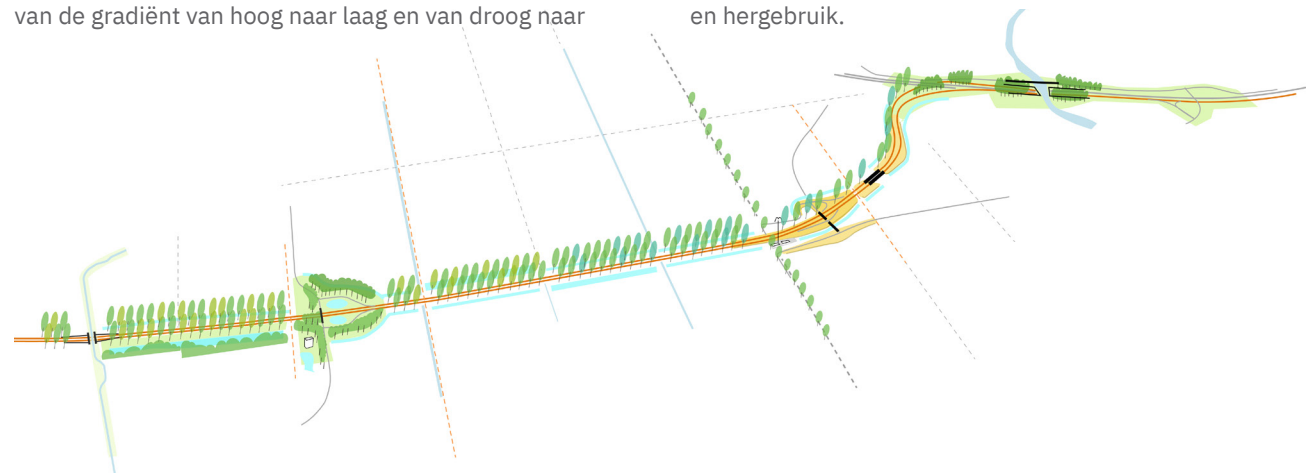 van de gradiënt van hoog naar laag en van droog naar
en hergebruik.